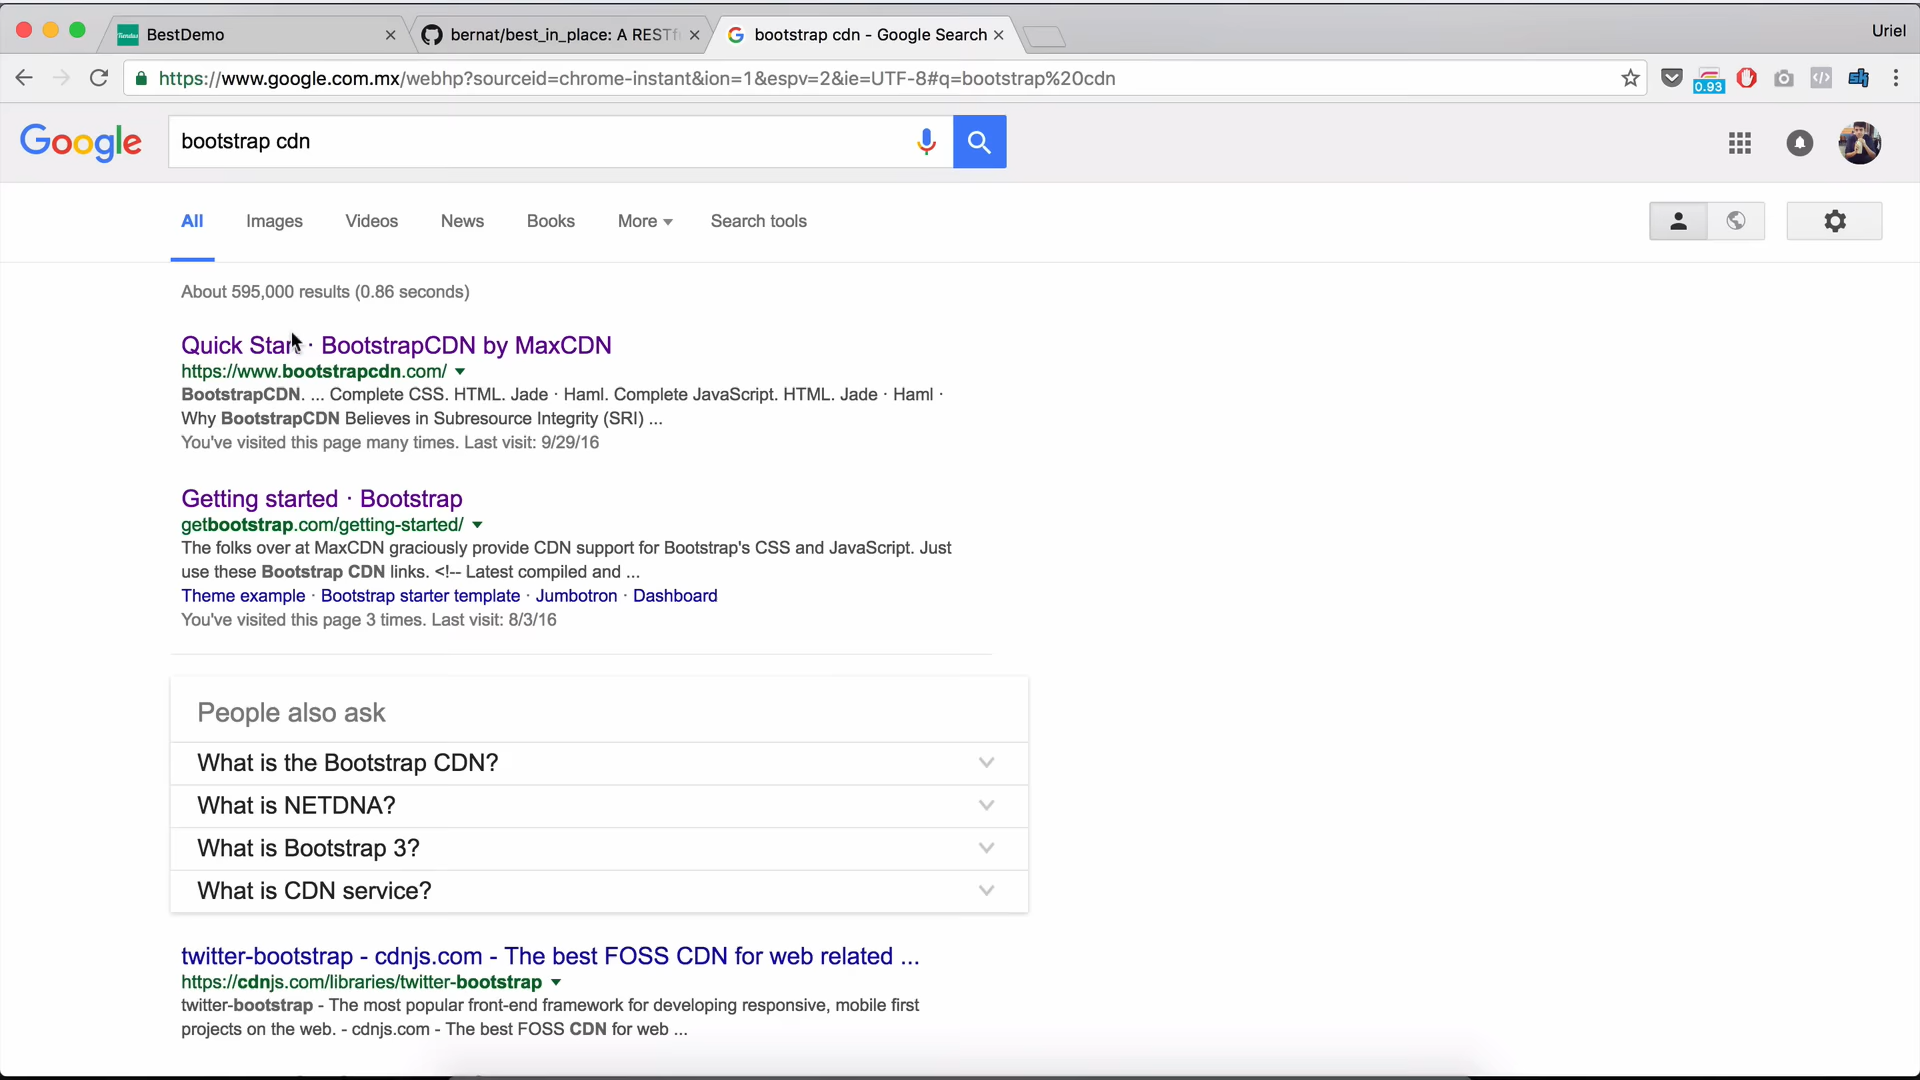 BestDemo
bernat/best_in_place: A RESTf
bootstrap cdn - Google Search
Uriel
https://www.google.com.mx/webhp?sourceid=chrome-instant&ion=1&espv=2&ie=UTF-8#q=bootstrap%20cdn
0.93
Google
bootstrap cdn
All
Images
Videos
News
Books
More
Search tools
About 595,000 results (0.86 seconds)
Quick Start · BootstrapCDN by MaxCDN
https://www.bootstrapcdn.com/
BootstrapCDN. ... Complete CSS. HTML. Jade · Haml. Complete JavaScript. HTML. Jade · Haml ·
Why BootstrapCDN Believes in Subresource Integrity (SRI) ...
You've visited this page many times. Last visit: 9/29/16
Getting started · Bootstrap
getbootstrap.com/getting-started/
The folks over at MaxCDN graciously provide CDN support for Bootstrap's CSS and JavaScript. Just
use these Bootstrap CDN links. <!-- Latest compiled and ...
Theme example · Bootstrap starter template · Jumbotron · Dashboard
You've visited this page 3 times. Last visit: 8/3/16
People also ask
What is the Bootstrap CDN?
What is NETDNA?
What is Bootstrap 3?
What is CDN service?
twitter-bootstrap - cdnjs.com - The best FOSS CDN for web related ...
https://cdnjs.com/libraries/twitter-bootstrap
twitter-bootstrap - The most popular front-end framework for developing responsive, mobile first
projects on the web. - cdnjs.com - The best FOSS CDN for web ...